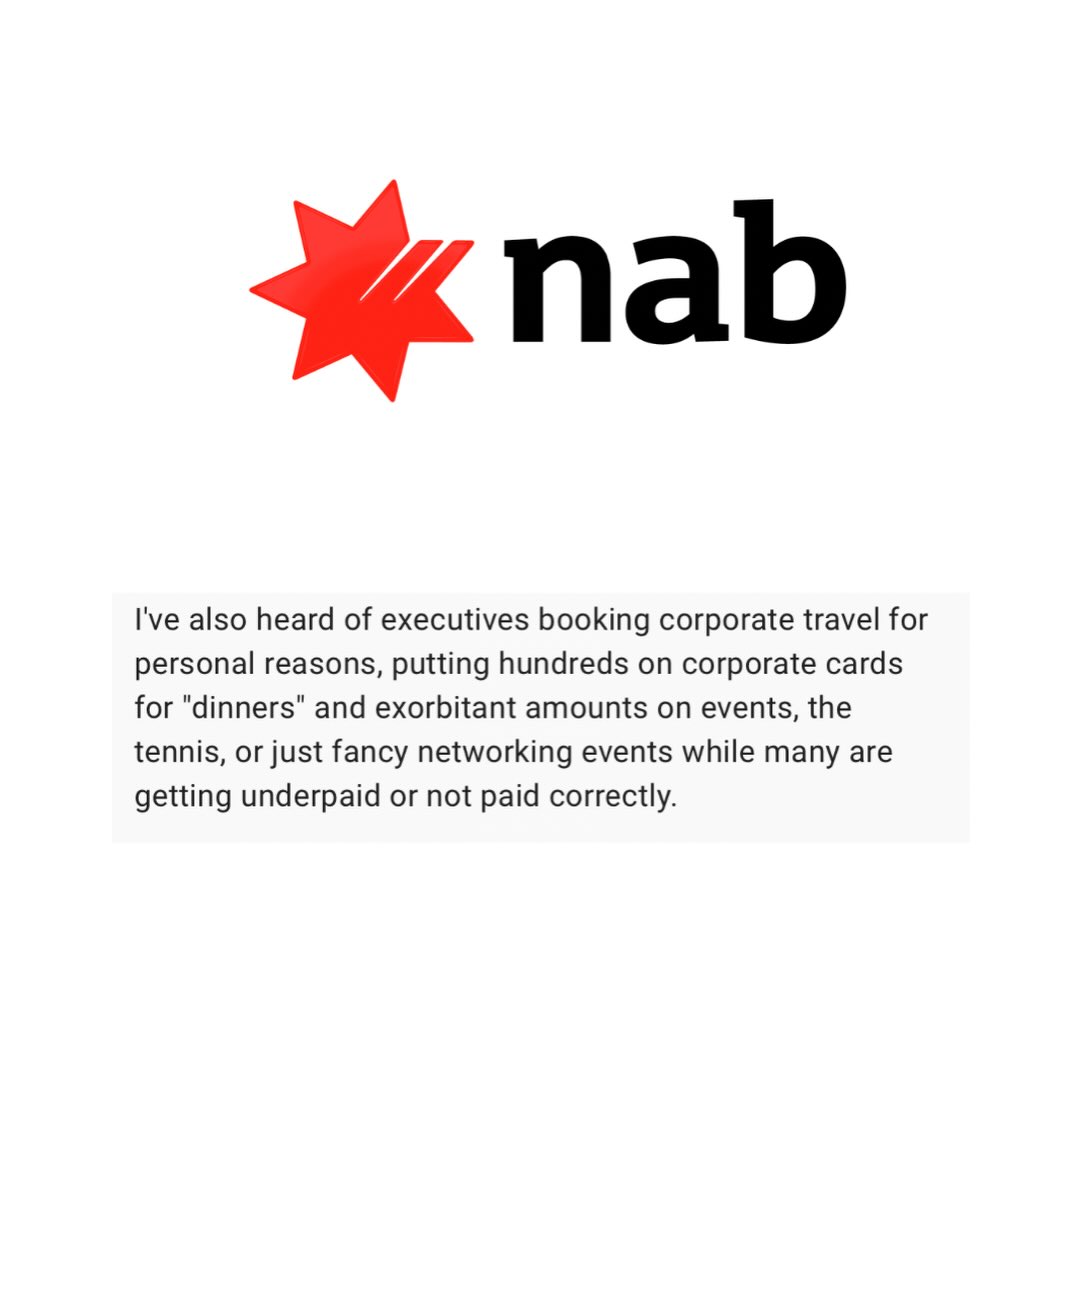 nab
I've also heard of executives booking corporate travel for
personal reasons, putting hundreds on corporate cards
for "dinners" and exorbitant amounts on events, the
tennis, or just fancy networking events while many are
getting underpaid or not paid correctly.